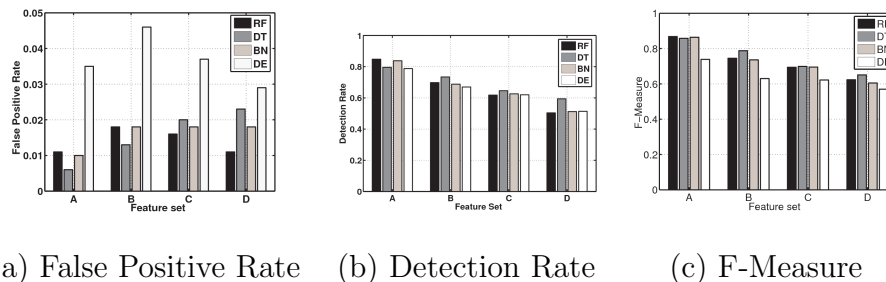 0.05
0.04
0.03
0.02
0.01
0
False Positive Rate
A B C D
Feature set
RF
DT
BN
DE
1
0.8
0.6
0.4
0.2
0
Detection Rate
A B C D
Feature Set
RF
DT
BN
DE
1
0.8
0.6
0.4
0.2
0
F-Measure
A B C D
Feature set
DT
BN
DE
a) False Positive Rate (b) Detection Rate (c) F-Measure